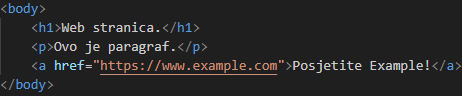 <body>
    <h1>Web stranica.</h1>
    <p>Ovo je paragraf.</p>
    <a href="https://www.example.com">Posjetite Example!</a>
</body>